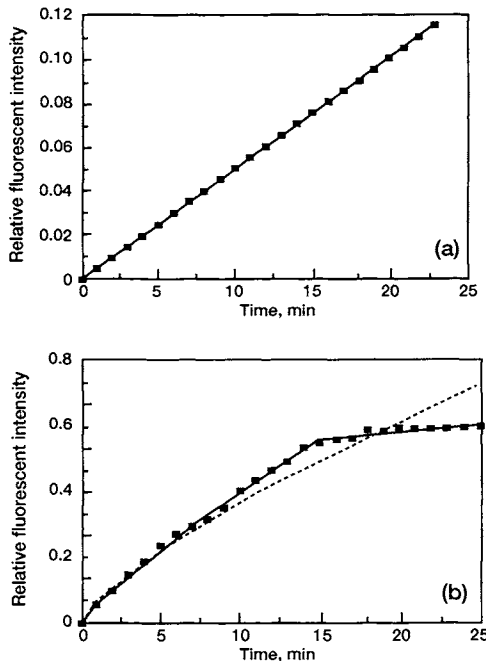 0.12
0.10
0.08
0.06
0.04
0.02
0
Relative fluorescent intensity
(a)
0 5 10 15 20 25
Time, min
0.8
0.6
0.4
0.2
0
Relative fluorescent intensity
(b)
0 5 10 15 20 25
Time, min